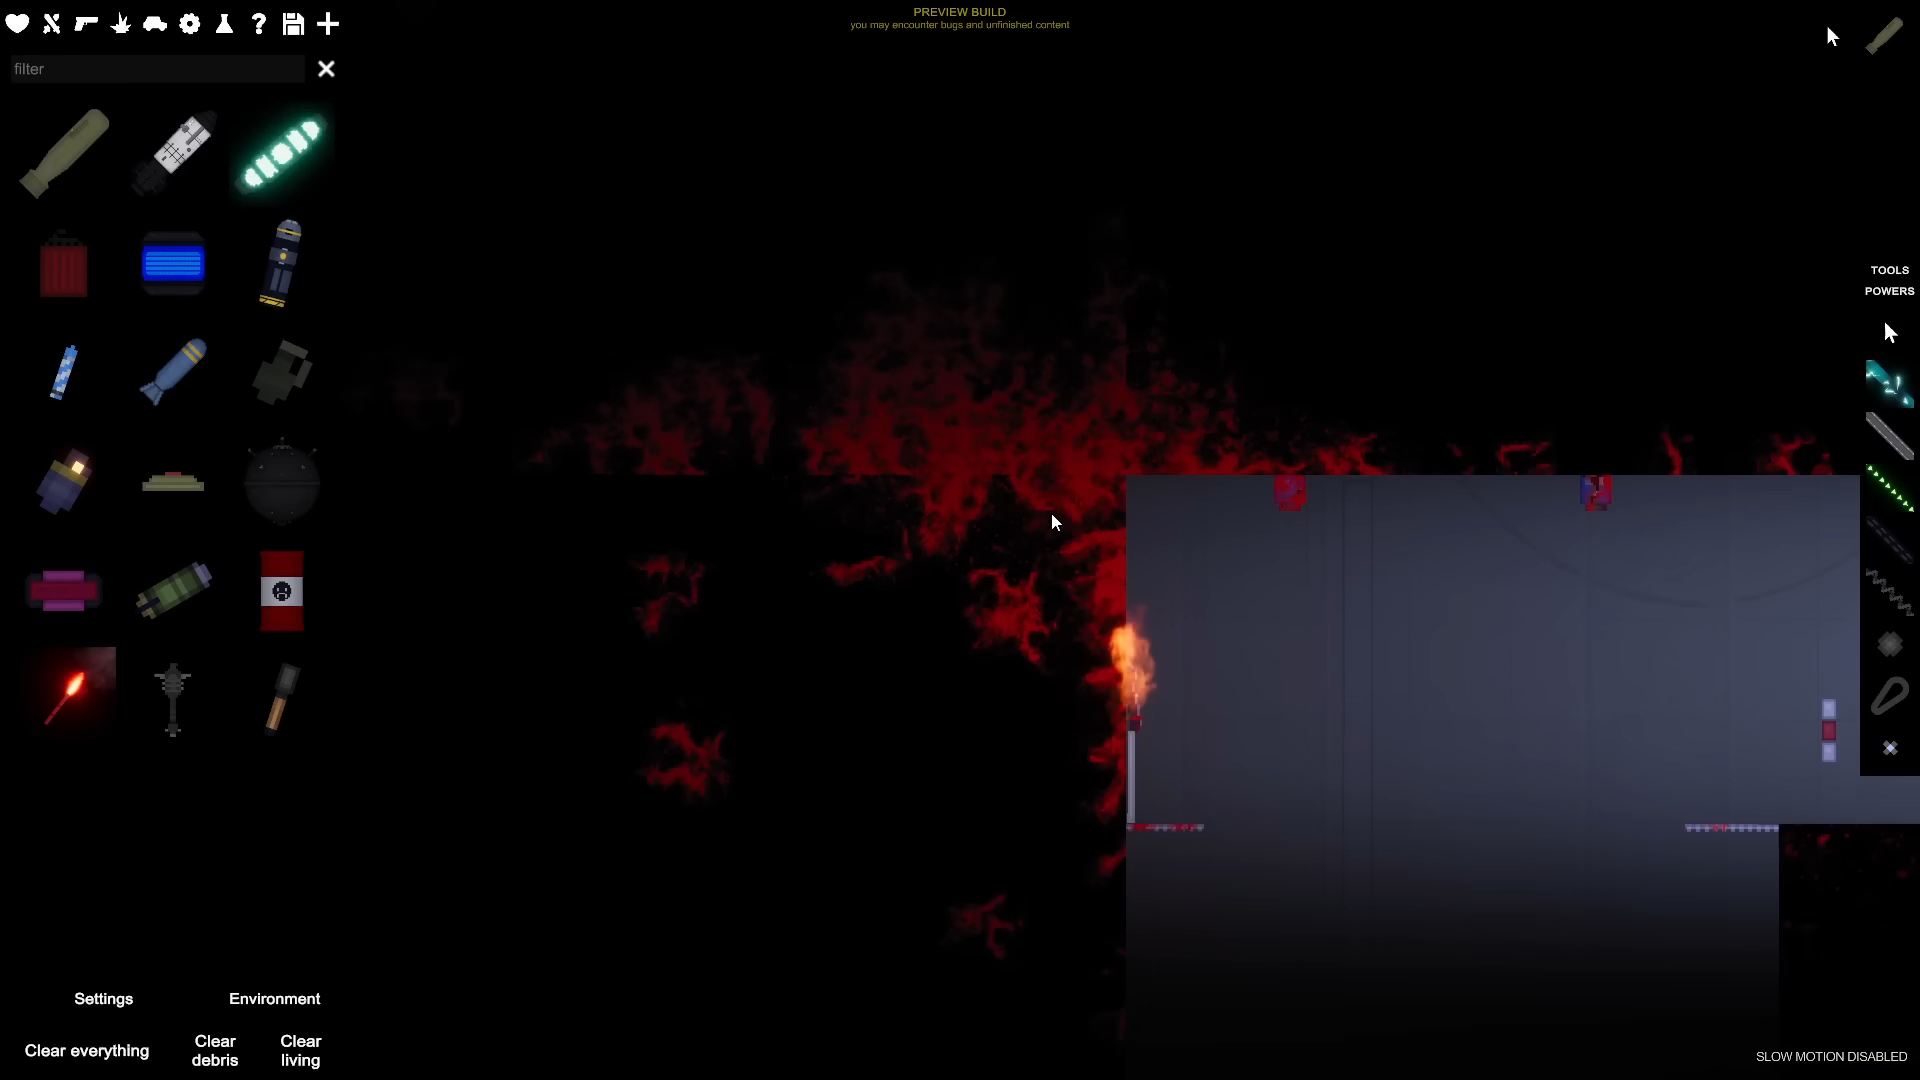 PREVIEW BUILD
you may encounter bugs and unfinished content
filter
TOOLS
POWERS
Settings
Environment
Clear everything
Clear debris
Clear living
SLOW MOTION DISABLED